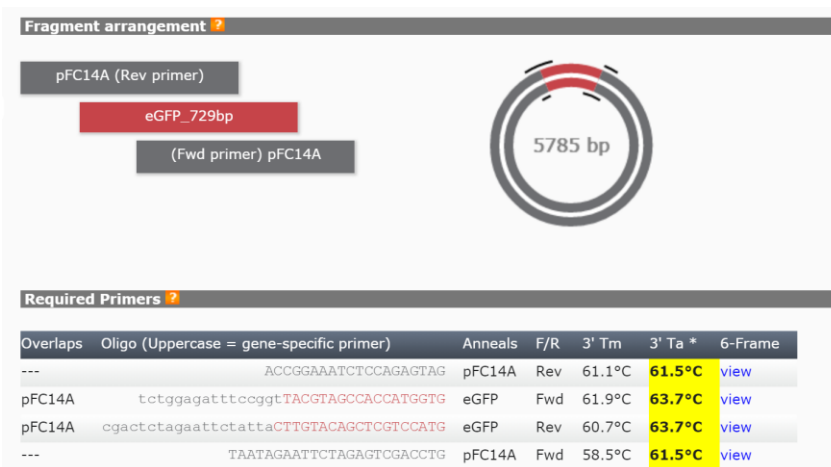 Fragment arrangement ?
pFC14A (Rev primer)
eGFP_729bp
(Fwd primer) pFC14A
5785 bp
Required Primers ?
Overlaps Oligo (Uppercase = gene-specific primer) Anneals F/R 3' Tm 3' Ta * 6-Frame
--- ACCGGAAATCTCCAGAGTAG pFC14A Rev 61.1°C 61.5°C view
pFC14A tctggagatttccggtTACGTAGCCACCATGGTG eGFP Fwd 61.9°C 63.7°C view
pFC14A cgactctagaattctattaCTTGTACAGCTCGTCCATG eGFP Rev 60.7°C 63.7°C view
--- TAATAGAATTCTAGAGTCGACCTG pFC14A Fwd 58.5°C 61.5°C view